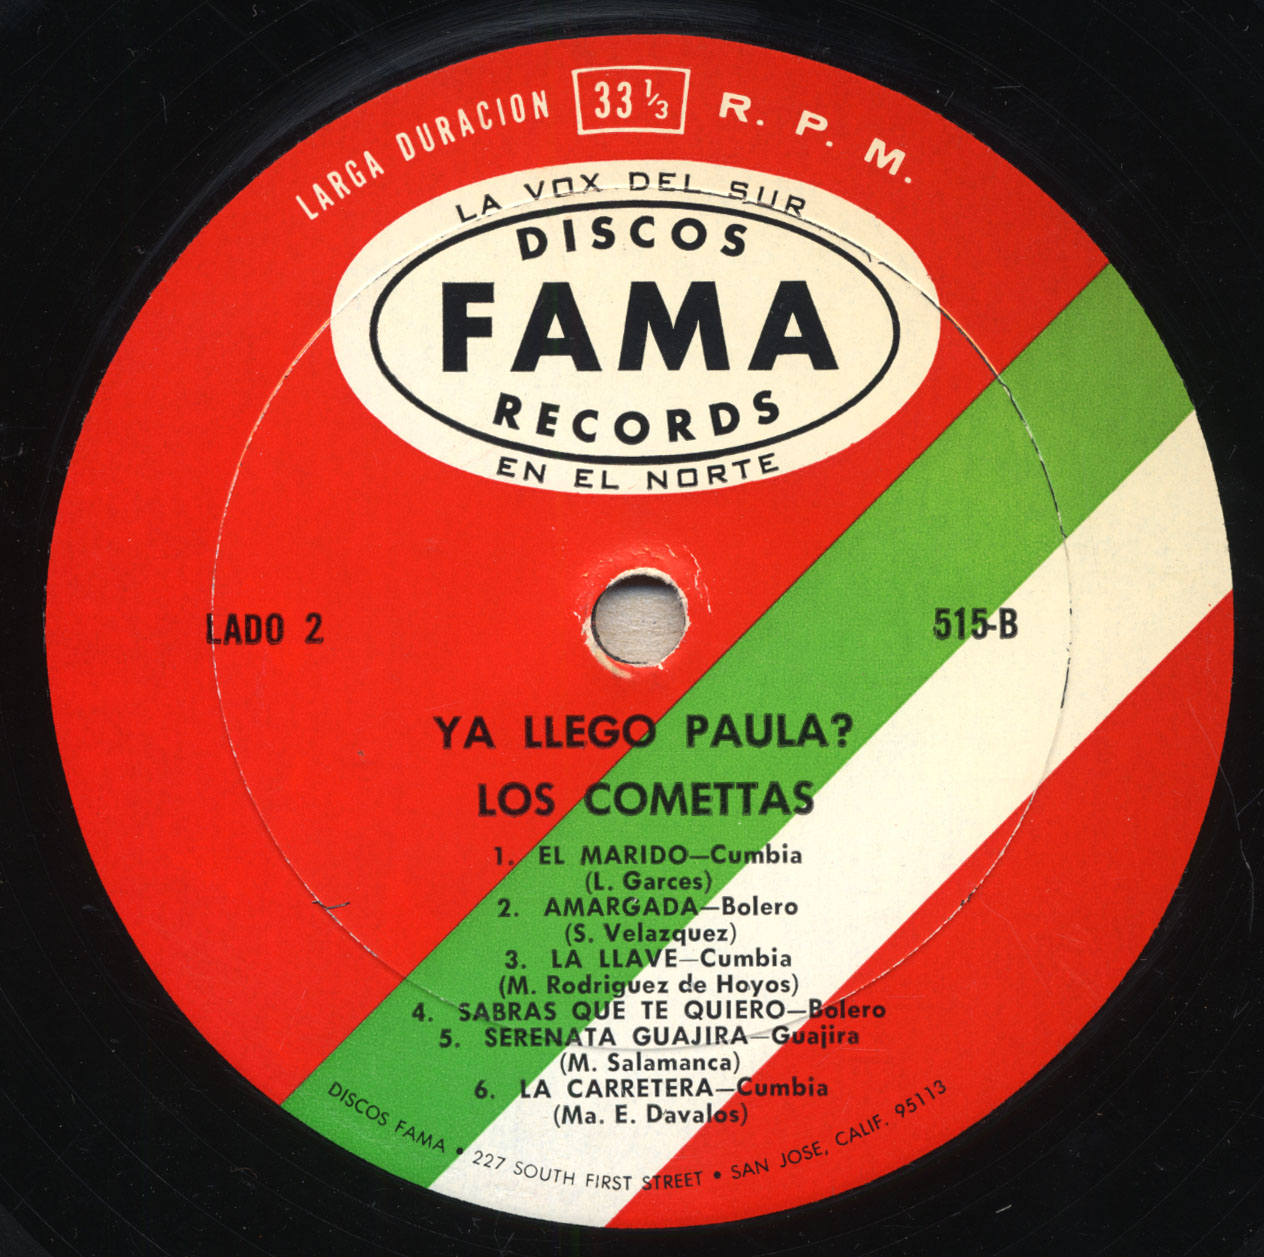 LARGA DURACION 33 1/3 R. P. M.
LA VOX DEL SUR
DISCOS
FAMA
RECORDS
EN EL NORTE
LADO 2
515-B
YA LLEGO PAULA?
LOS COMETTAS
1. EL MARIDO—Cumbia
(L. Garces)
2. AMARGADA—Bolero
(S. Velazquez)
3. LA LLAVE—Cumbia
(M. Rodriguez de Hoyos)
4. SABRAS QUE TE QUIERO—Bolero
5. SERENATA GUAJIRA—Guajira
(M. Salamanca)
6. LA CARRETERA—Cumbia
(Ma. E. Davalos)
DISCOS FAMA • 227 SOUTH FIRST STREET • SAN JOSE, CALIF. 95113